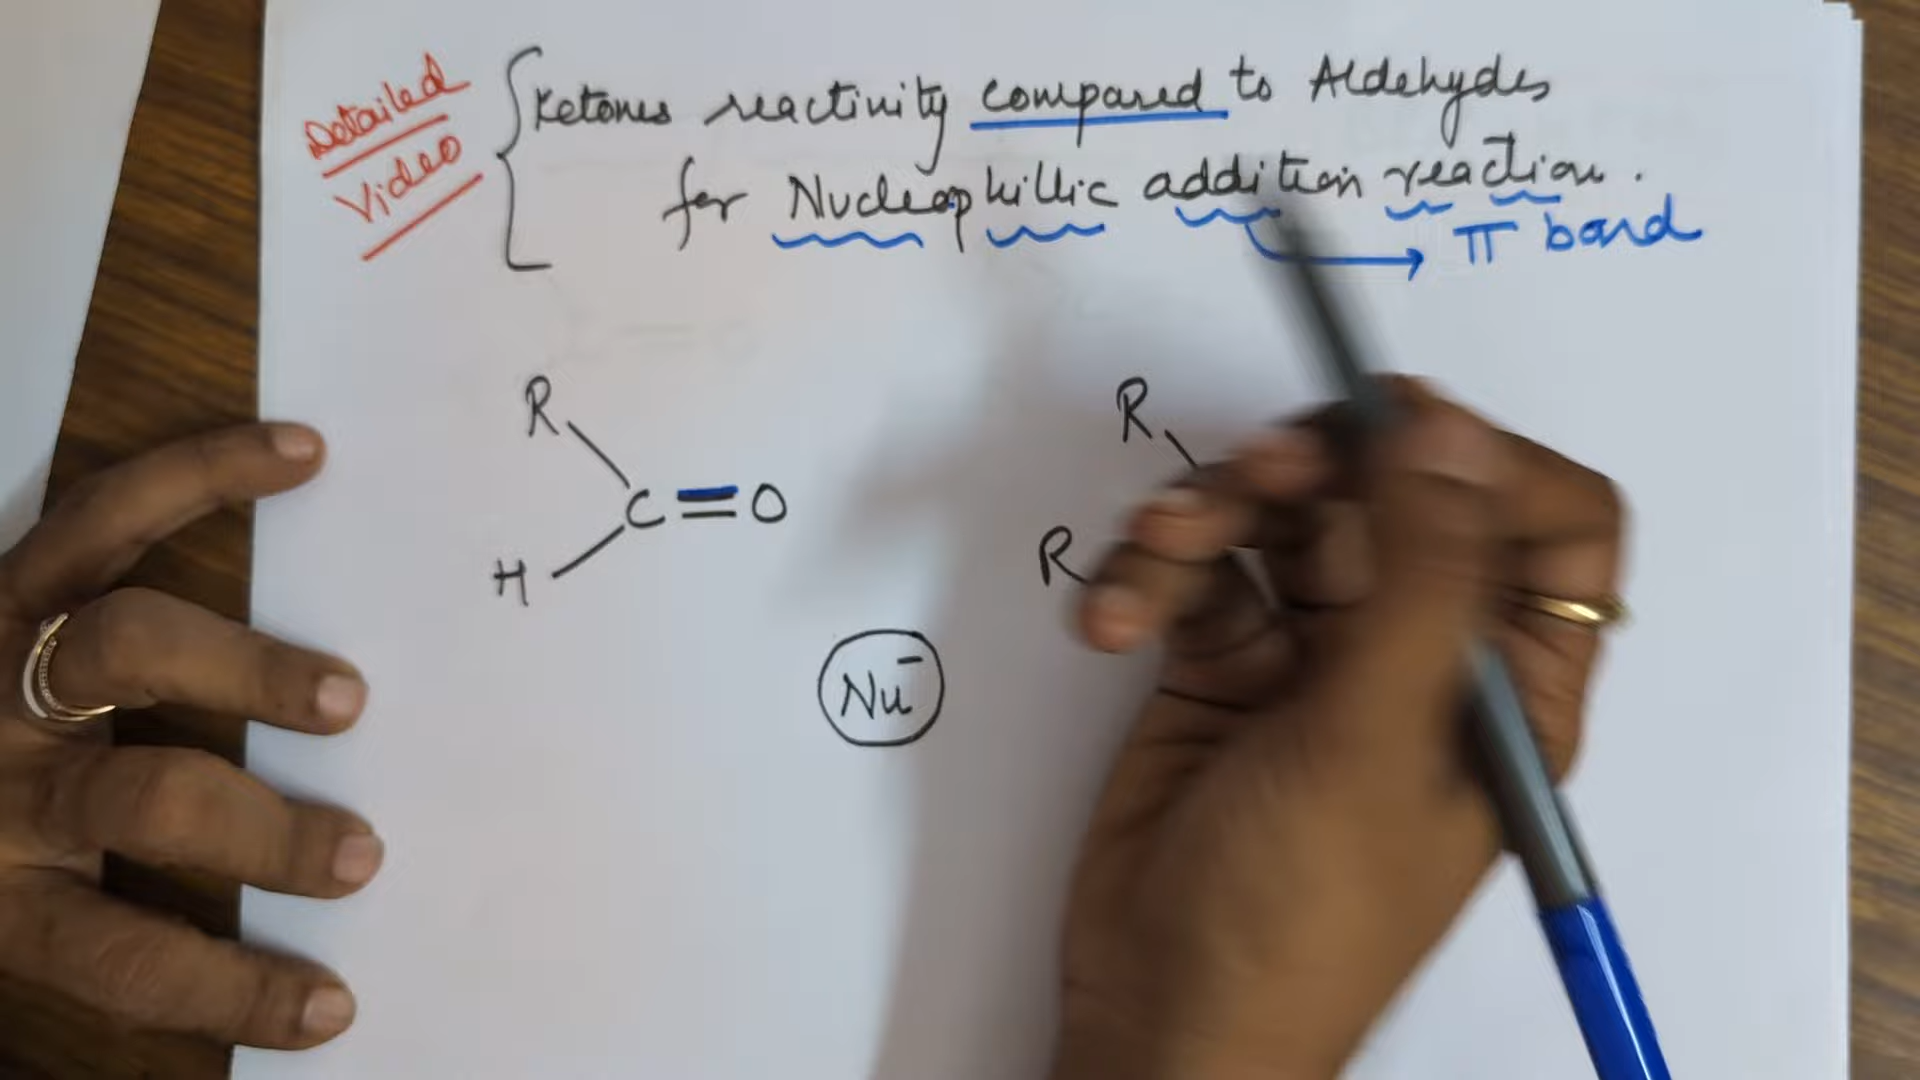 Detailed
Video
Ketones reactivity compared to Aldehydes
for Nucleophillic addition reaction.
π bond
R
C=O
H
R
R
Nu⁻